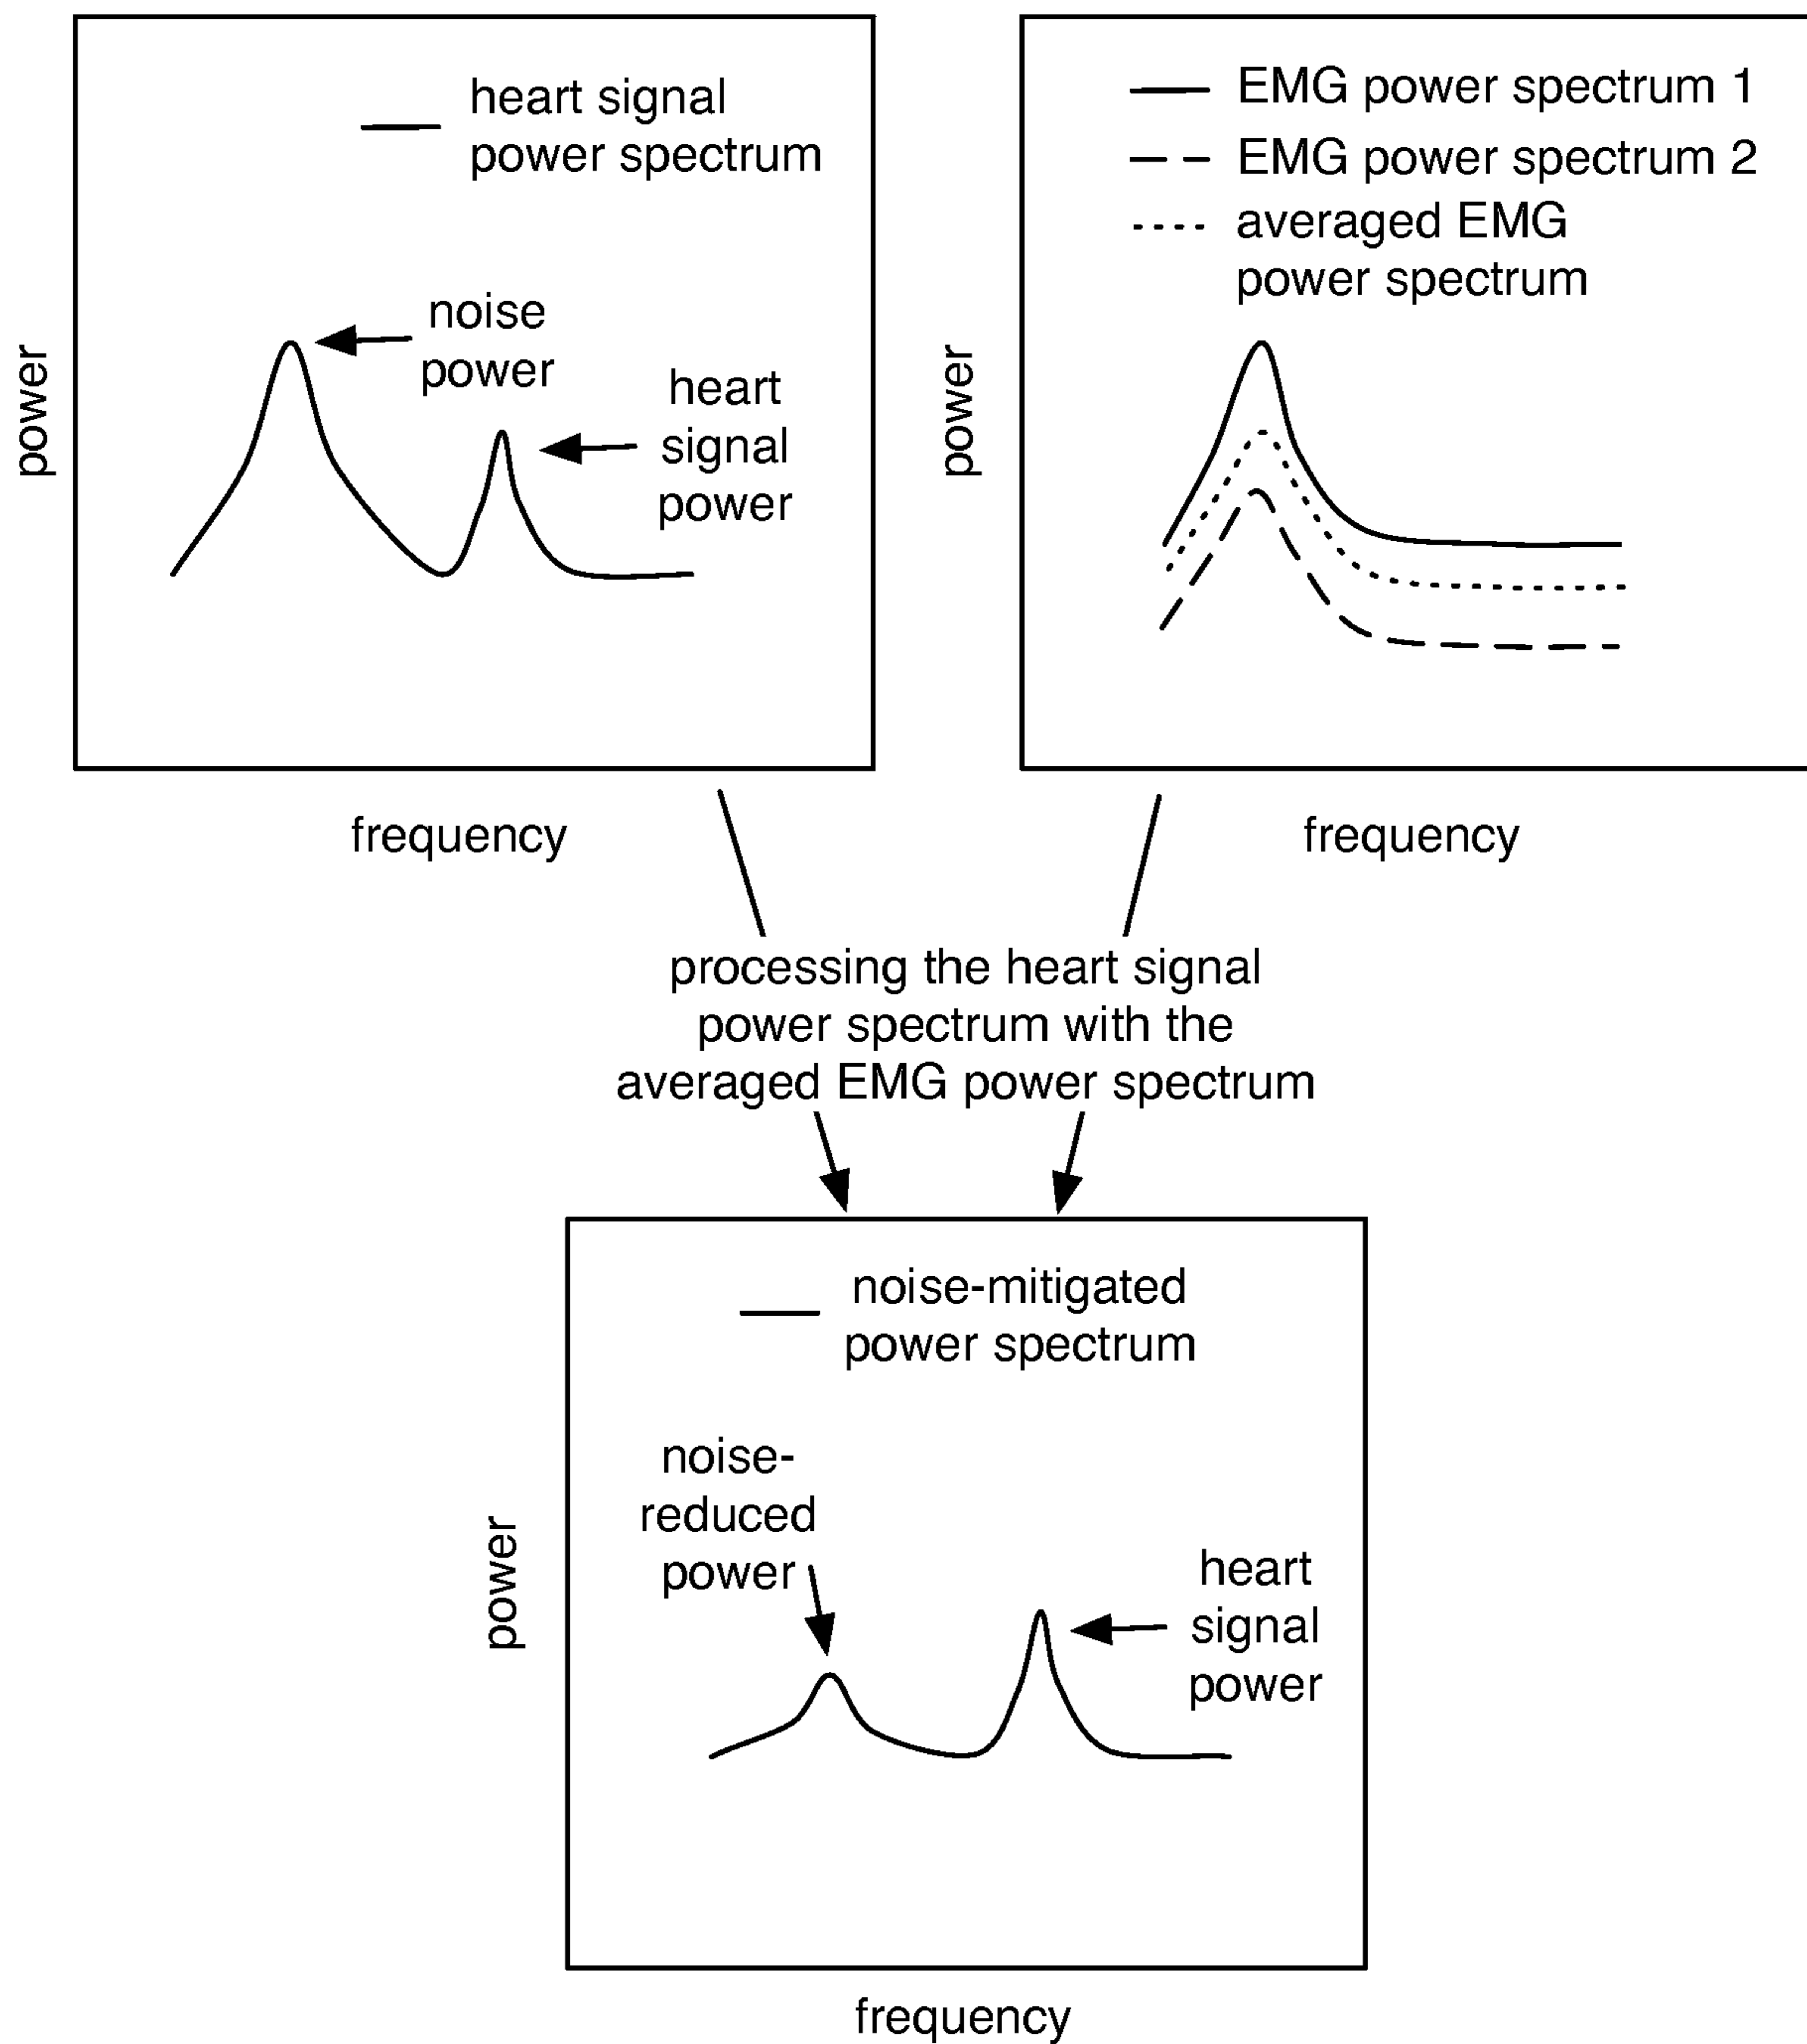 heart signal
power spectrum
noise
power
heart
signal
power
power
frequency
EMG power spectrum 1
EMG power spectrum 2
averaged EMG
power spectrum
power
frequency
processing the heart signal
power spectrum with the
averaged EMG power spectrum
noise-mitigated
power spectrum
noise-
reduced
power
heart
signal
power
power
frequency